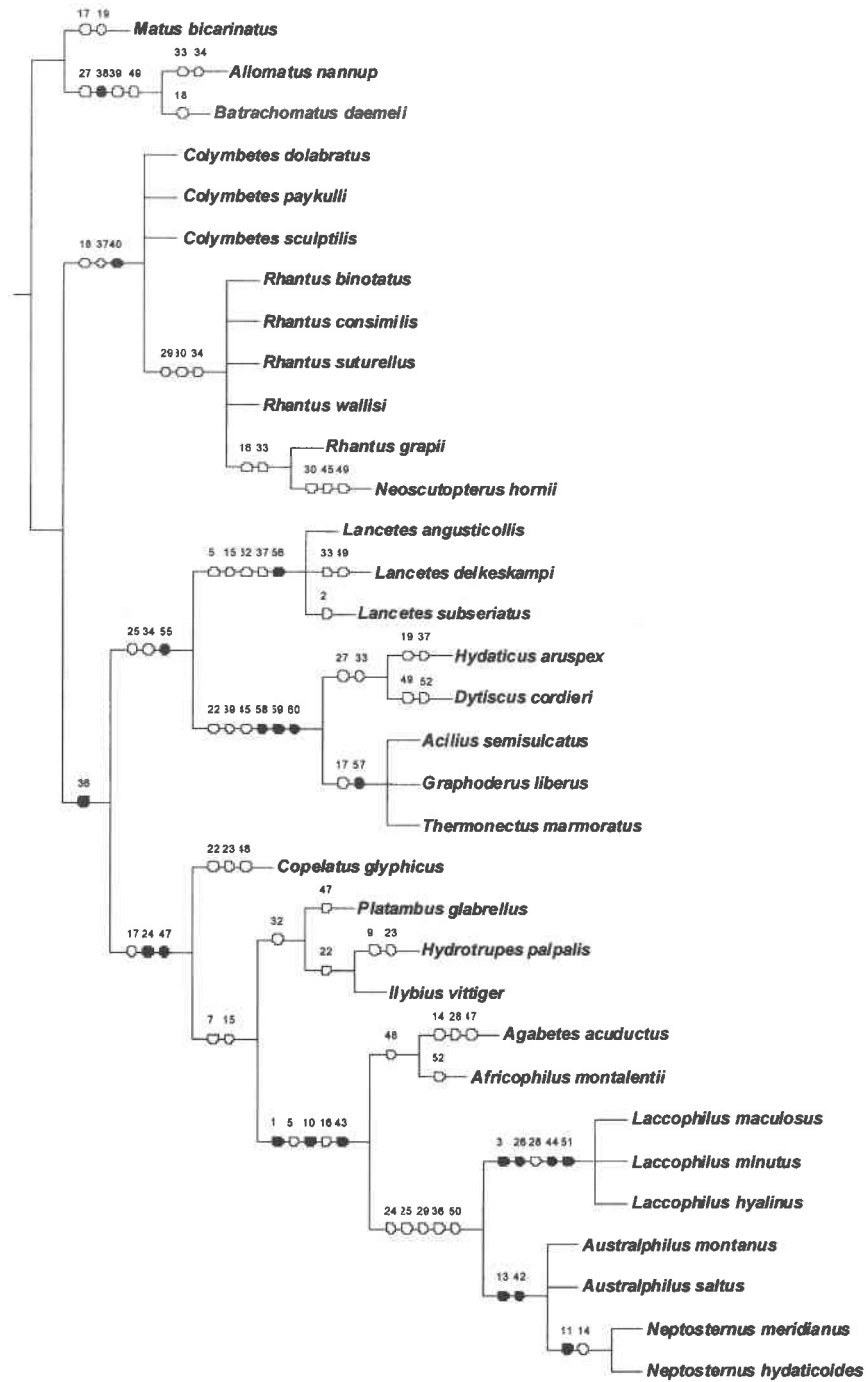 17 19
Matus bicarinatus
33 34
Allomatus nannup
27 38 39 49
18
Batrachomatus daemeli
Colymbetes dolabratus
Colymbetes paykulli
Colymbetes sculptilis
18 37 40
Rhantus binotatus
Rhantus consimilis
Rhantus suturellus
29 30 34
Rhantus wallisi
18 33
Rhantus grapii
30 45 49
Neoscutopterus hornii
Lancetes angusticollis
5 15 32 37 56
33 49
Lancetes delkeskampi
2
Lancetes subseriatus
25 34 55
19 37
Hydaticus aruspex
27 33
49 52
Dytiscus cordieri
22 39 45 58 59 60
Acilius semisulcatus
17 57
Graphoderus liberus
36
Thermonectus marmoratus
22 23 48
Copelatus glyphicus
47
Platambus glabrellus
32
9 23
Hydrotrupes palpalis
17 24 47
22
Ilybius vittiger
7 15
14 28 47
Agabetes acuductus
48
52
Africophilus montalentii
Laccophilus maculosus
1 5 10 16 43
3 26 28 44 51
Laccophilus minutus
Laccophilus hyalinus
24 25 29 36 50
Australphilus montanus
13 42
Australphilus saltus
Neptosternus meridianus
11 14
Neptosternus hydaticoides